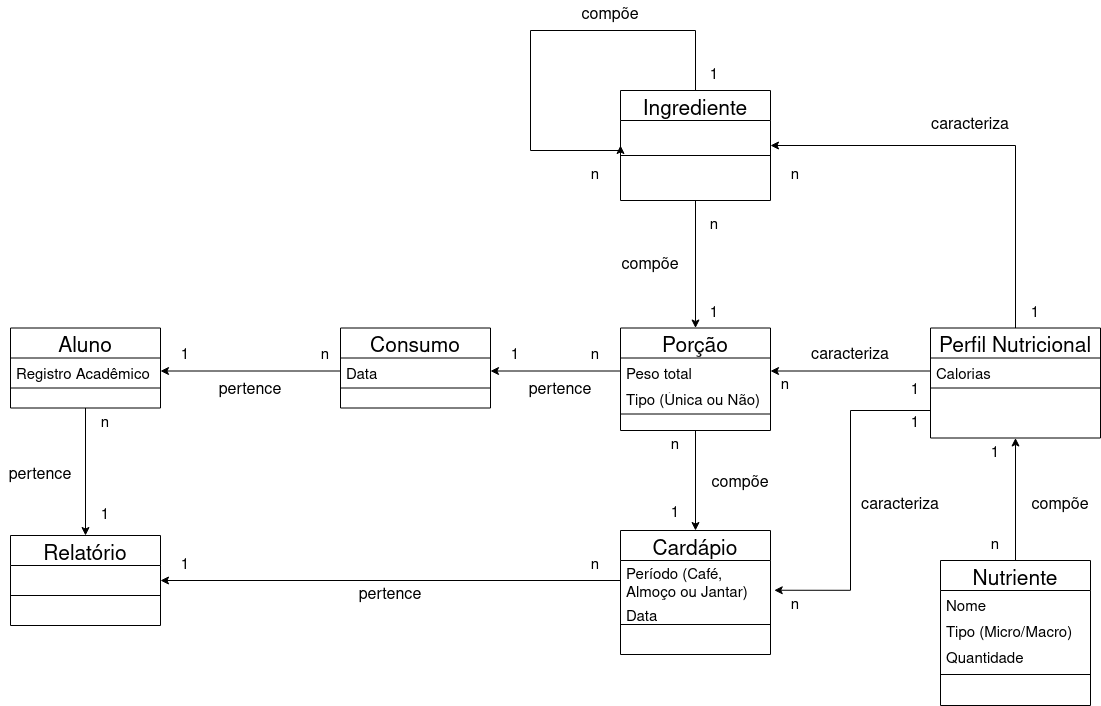 compõe
1
Ingrediente
caracteriza
n
n
n
compõe
1
1
Aluno
Registro Acadêmico
1
n
pertence
Consumo
Data
1
n
pertence
Porção
Peso total
Tipo (Única ou Não)
caracteriza
n
1
1
Perfil Nutricional
Calorias
n
pertence
1
n
compõe
1
caracteriza
n
1
compõe
n
Relatório
1
n
pertence
Cardápio
Período (Café,
Almoço ou Jantar)
Data
Nutriente
Nome
Tipo (Micro/Macro)
Quantidade